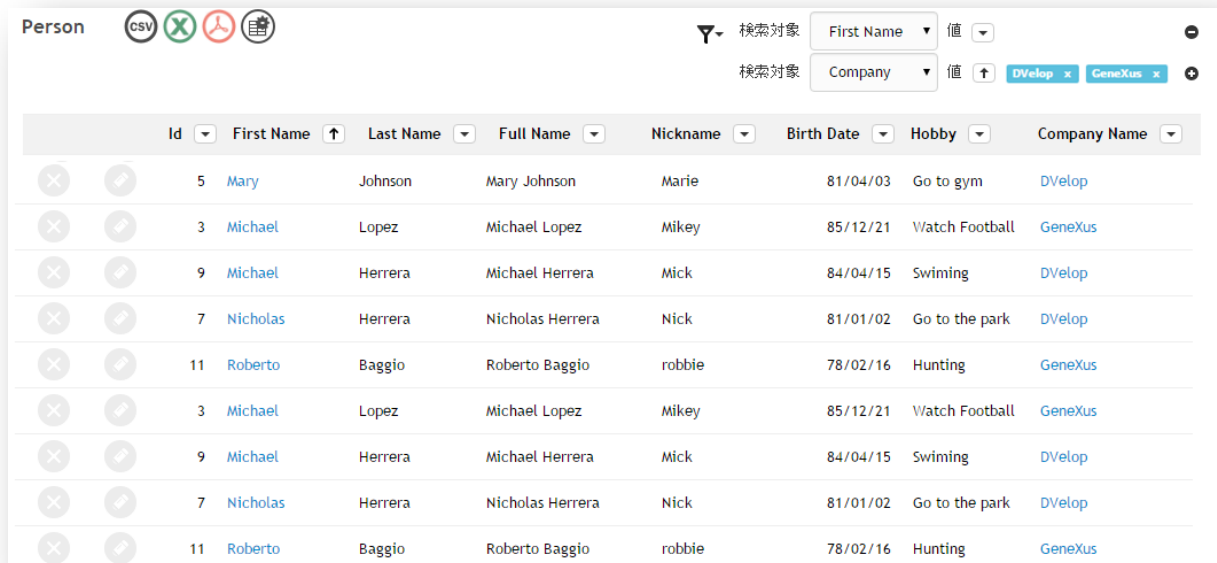 Person CSV 検索対象 First Name 値
検索対象 Company 値 DVelop x GeneXus x
Id First Name Last Name Full Name Nickname Birth Date Hobby Company Name
5 Mary Johnson Mary Johnson Marie 81/04/03 Go to gym DVelop
3 Michael Lopez Michael Lopez Mikey 85/12/21 Watch Football GeneXus
9 Michael Herrera Michael Herrera Mick 84/04/15 Swiming DVelop
7 Nicholas Herrera Nicholas Herrera Nick 81/01/02 Go to the park DVelop
11 Roberto Baggio Roberto Baggio robbie 78/02/16 Hunting GeneXus
3 Michael Lopez Michael Lopez Mikey 85/12/21 Watch Football GeneXus
9 Michael Herrera Michael Herrera Mick 84/04/15 Swiming DVelop
7 Nicholas Herrera Nicholas Herrera Nick 81/01/02 Go to the park DVelop
11 Roberto Baggio Roberto Baggio robbie 78/02/16 Hunting GeneXus